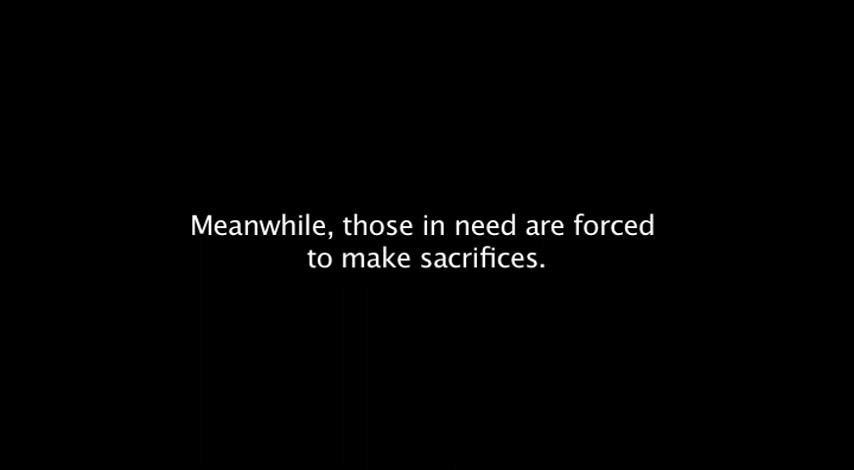 Meanwhile, those in need are forced
to make sacrifices.